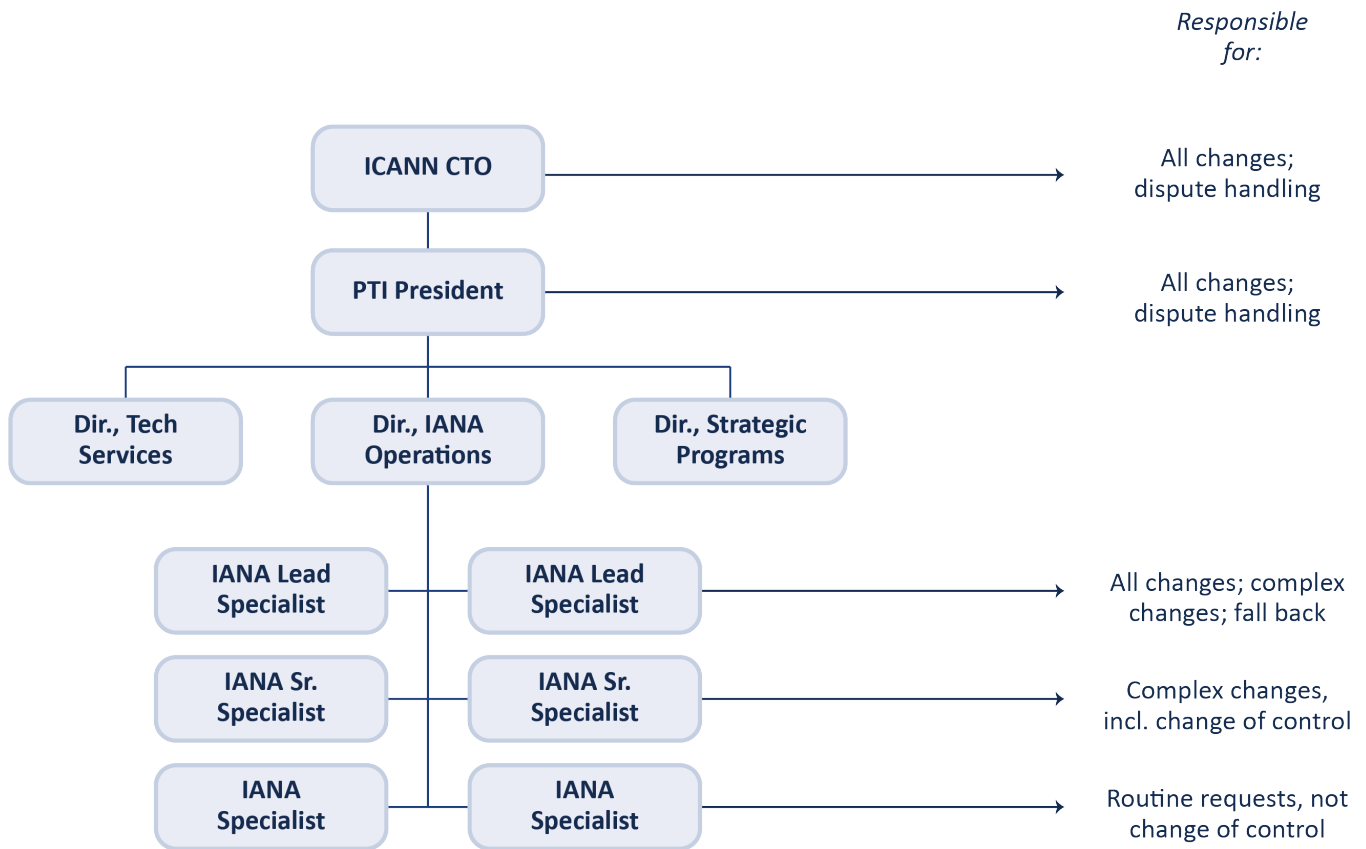 Responsible
for:
ICANN CTO
All changes;
dispute handling
PTI President
All changes;
dispute handling
Dir., Tech
Services
Dir., IANA
Operations
Dir., Strategic
Programs
IANA Lead
Specialist
IANA Lead
Specialist
All changes; complex
changes; fall back
IANA Sr.
Specialist
IANA Sr.
Specialist
Complex changes,
incl. change of control
IANA
Specialist
IANA
Specialist
Routine requests, not
change of control